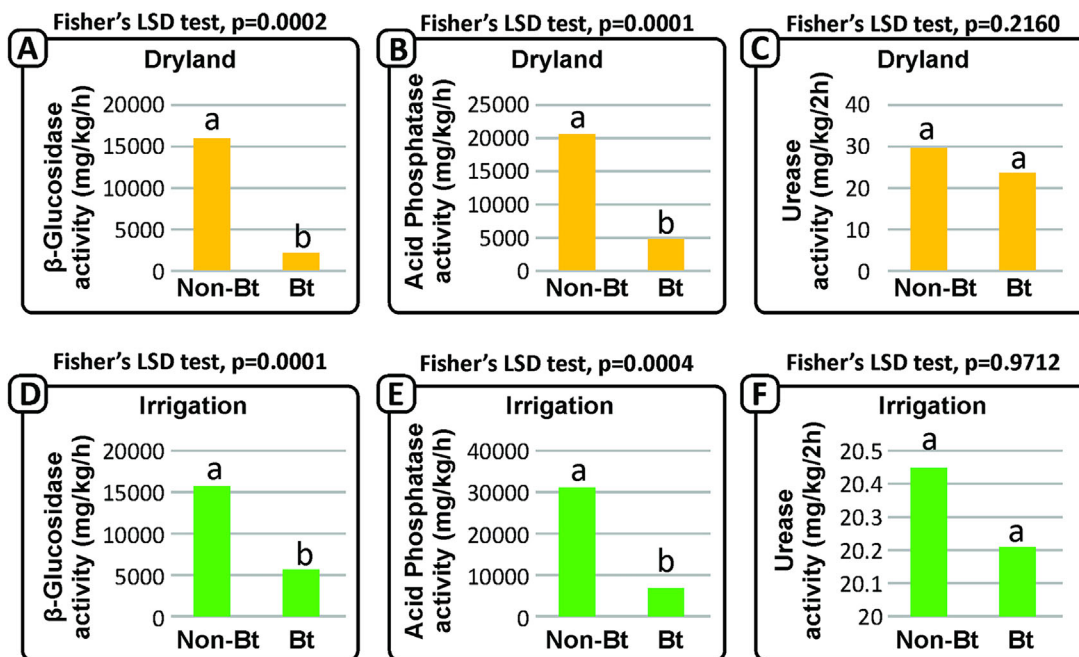 Fisher's LSD test, p=0.0002
A
Dryland
β-Glucosidase
activity (mg/kg/h)
20000
15000
10000
5000
0
a
b
Non-Bt Bt
Fisher's LSD test, p=0.0001
B
Dryland
Acid Phosphatase
activity (mg/kg/h)
25000
20000
15000
10000
5000
0
a
b
Non-Bt Bt
Fisher's LSD test, p=0.2160
C
Dryland
Urease
activity (mg/kg/2h)
40
30
20
10
0
a
a
Non-Bt Bt
Fisher's LSD test, p=0.0001
D
Irrigation
β-Glucosidase
activity (mg/kg/h)
20000
15000
10000
5000
0
a
b
Non-Bt Bt
Fisher's LSD test, p=0.0004
E
Irrigation
Acid Phosphatase
activity (mg/kg/h)
40000
30000
20000
10000
0
a
b
Non-Bt Bt
Fisher's LSD test, p=0.9712
F
Irrigation
Urease
activity (mg/kg/2h)
20.5
20.4
20.3
20.2
20.1
20
a
a
Non-Bt Bt